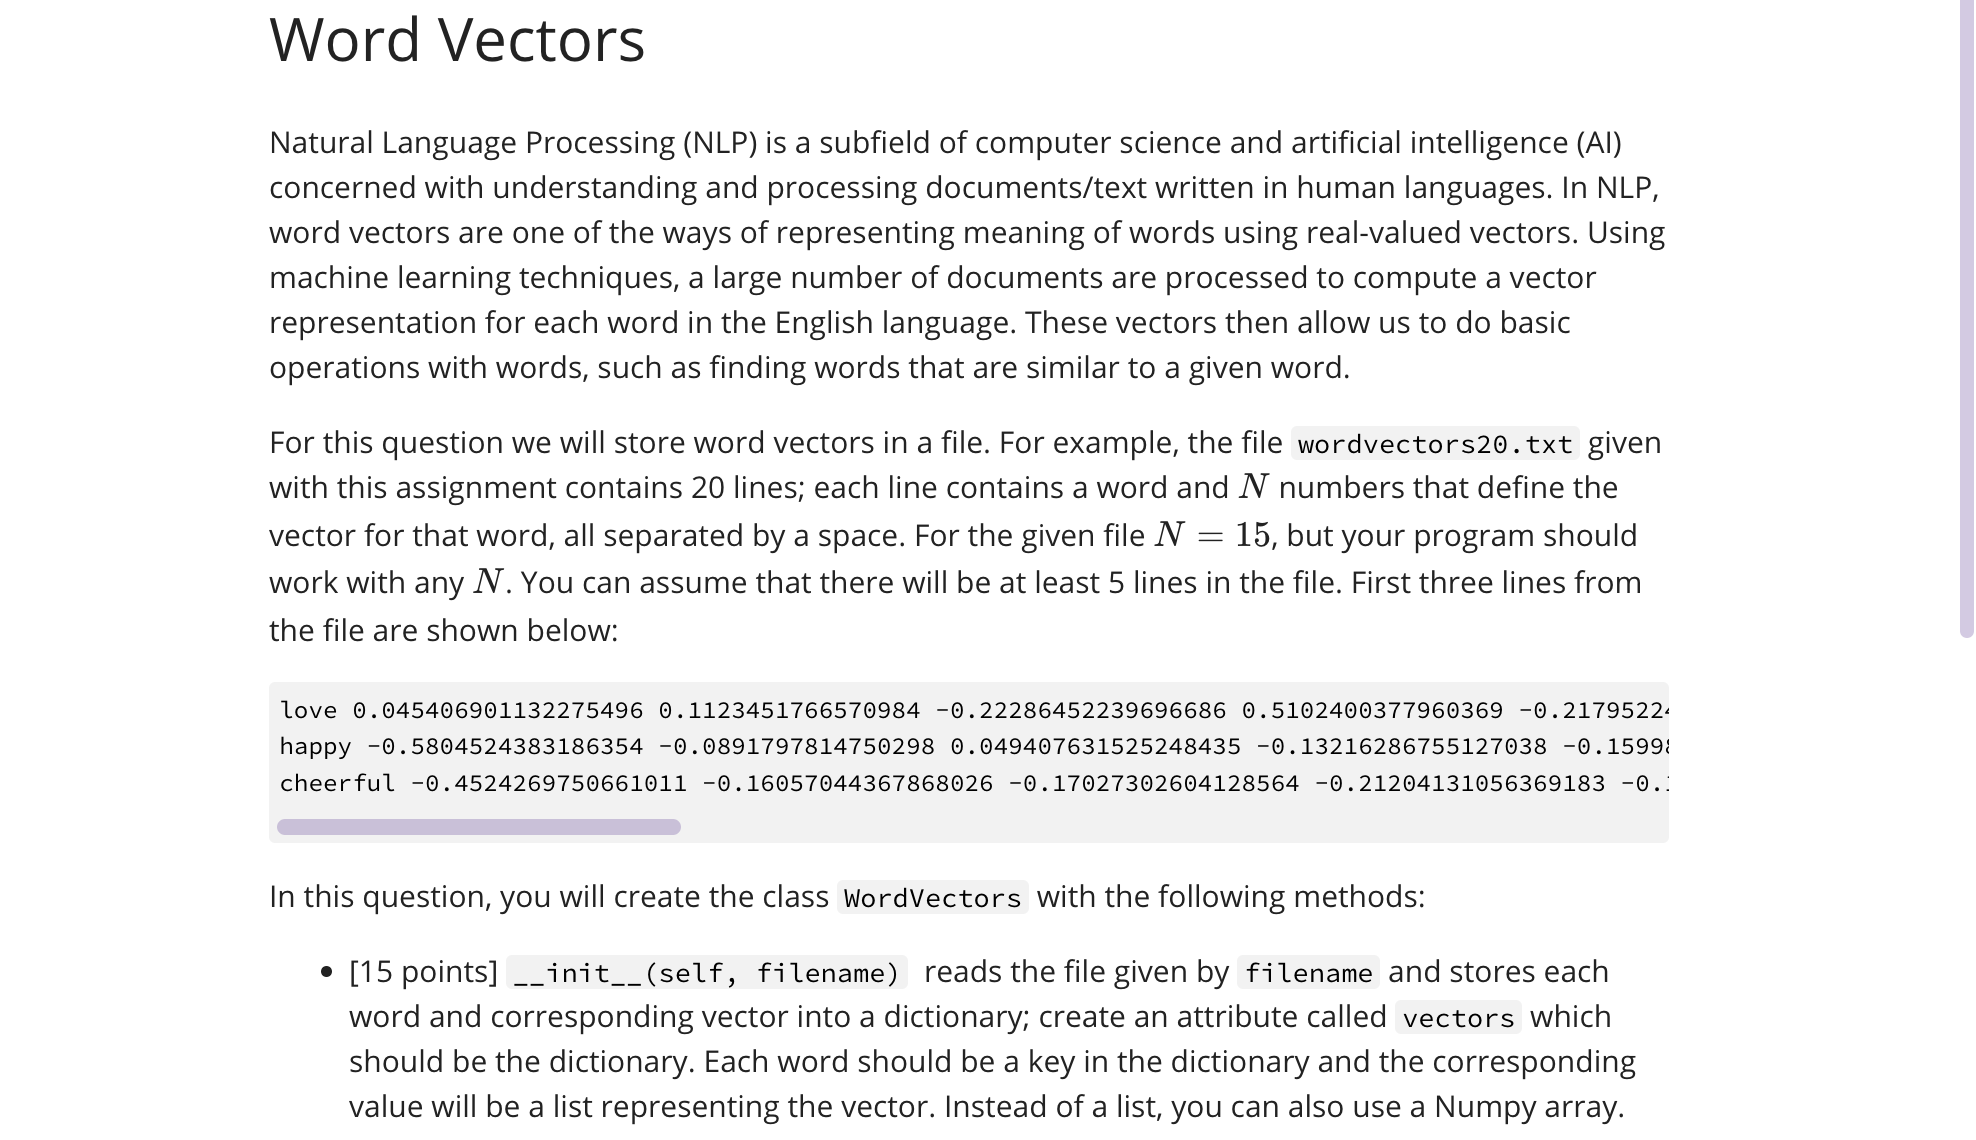 Word Vectors
Natural Language Processing (NLP) is a subfield of computer science and artificial intelligence (AI)
concerned with understanding and processing documents/text written in human languages. In NLP,
word vectors are one of the ways of representing meaning of words using real-valued vectors. Using
machine learning techniques, a large number of documents are processed to compute a vector
representation for each word in the English language. These vectors then allow us to do basic
operations with words, such as finding words that are similar to a given word.
For this question we will store word vectors in a file. For example, the file wordvectors20.txt given
with this assignment contains 20 lines; each line contains a word and N numbers that define the
vector for that word, all separated by a space. For the given file N = 15, but your program should
work with any N. You can assume that there will be at least 5 lines in the file. First three lines from
the file are shown below:
love 0.045406901132275496 0.1123451766570984 -0.22286452239696686 0.5102400377960369 -0.2179522
happy -0.5804524383186354 -0.0891797814750298 0.049407631525248435 -0.13216286755127038 -0.1599
cheerful -0.4524269750661011 -0.16057044367868026 -0.17027302604128564 -0.21204131056369183 -0.
In this question, you will create the class WordVectors with the following methods:
• [15 points] __init__(self, filename) reads the file given by filename and stores each
word and corresponding vector into a dictionary; create an attribute called vectors which
should be the dictionary. Each word should be a key in the dictionary and the corresponding
value will be a list representing the vector. Instead of a list, you can also use a Numpy array.